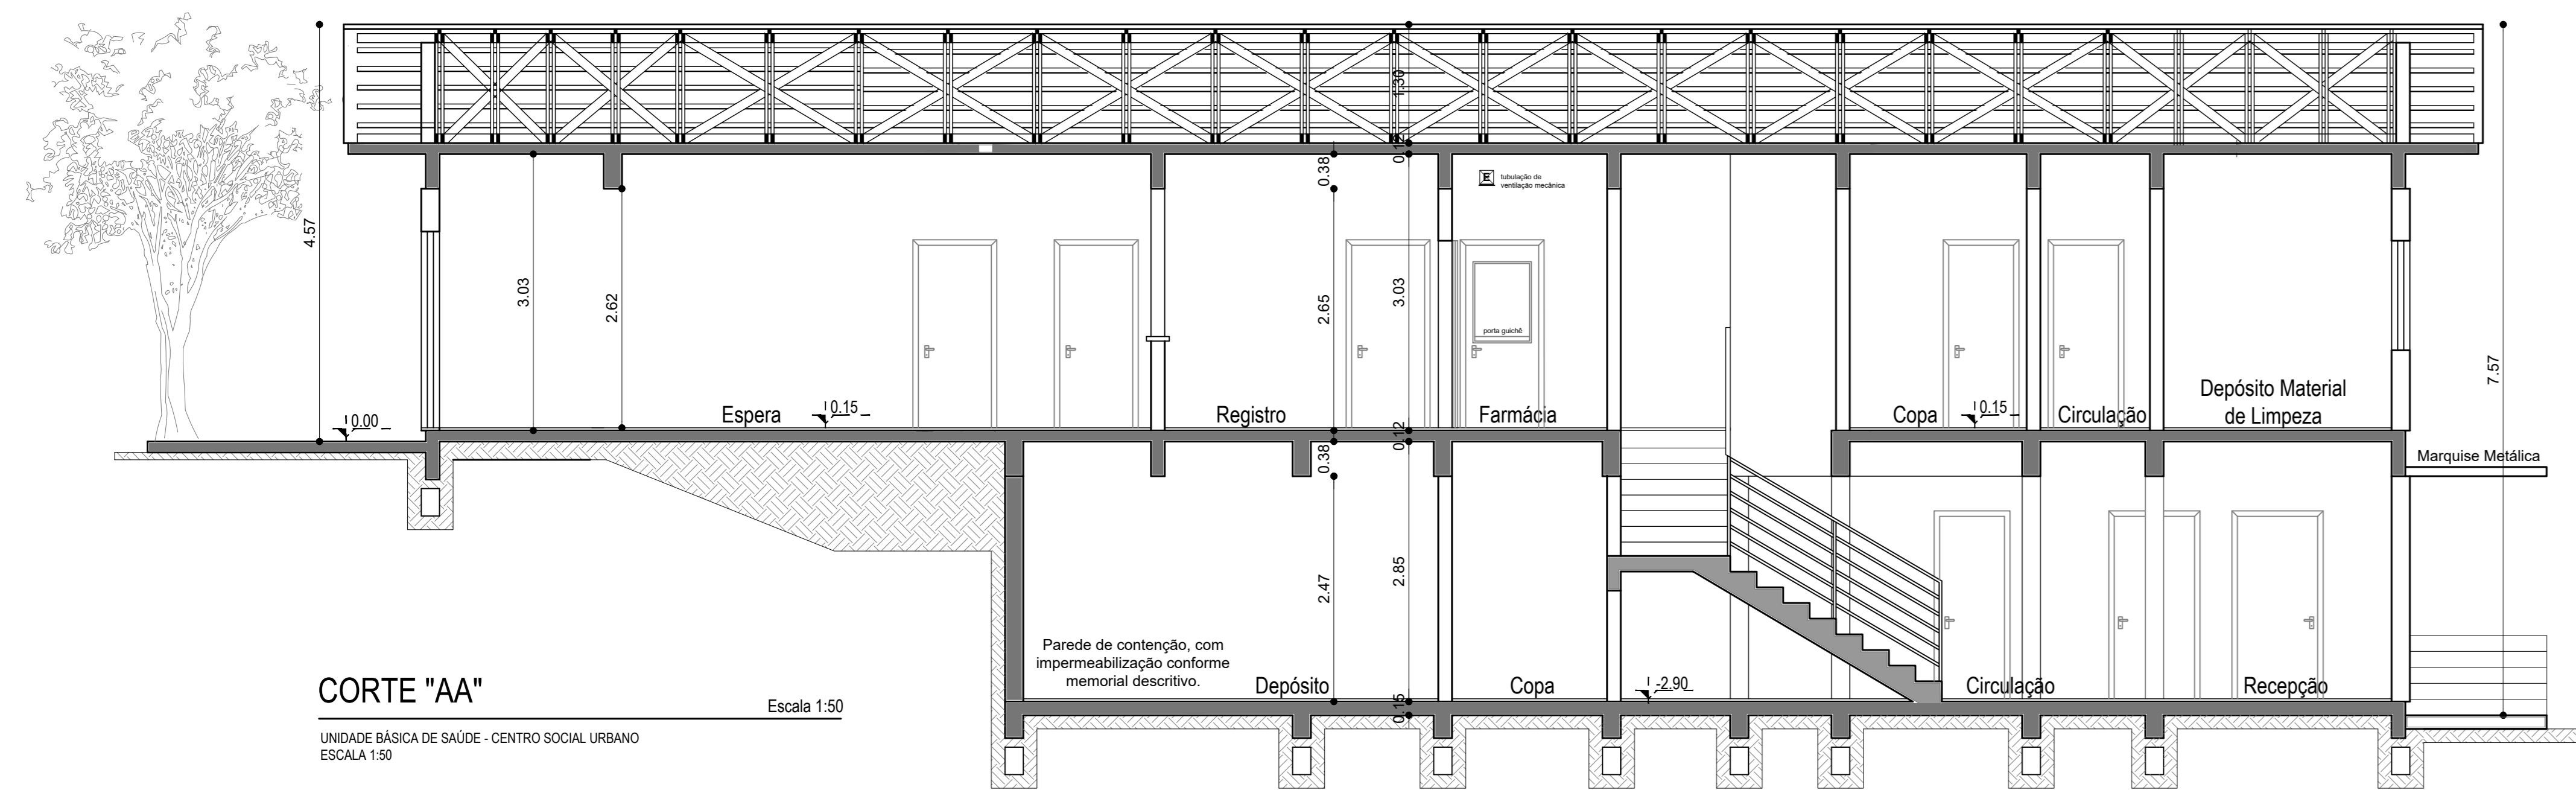 1.30
0.12
0.38
E
tubulação de
ventilação mecânica
4.57
3.03
2.62
2.65
3.03
porta guichê
7.57
Depósito Material
de Limpeza
0.00
Espera
0.15
Registro
Farmácia
Copa
0.15
Circulação
0.12
0.38
Marquise Metálica
2.47
2.85
Parede de contenção, com
impermeabilização conforme
memorial descritivo.
Depósito
Copa
-2.90
Circulação
Recepção
0.15
CORTE "AA"
Escala 1:50
UNIDADE BÁSICA DE SAÚDE - CENTRO SOCIAL URBANO
ESCALA 1:50